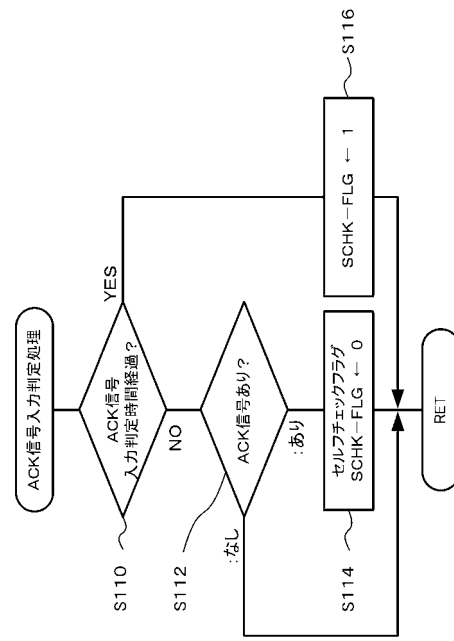 ACK信号入力判定処理
ACK信号
入力判定時間経過？
S110
YES
NO
ACK信号あり？
S112
:なし
:あり
セルフチェックフラグ
SCHK−FLG ← 0
S114
SCHK−FLG ← 1
S116
RET